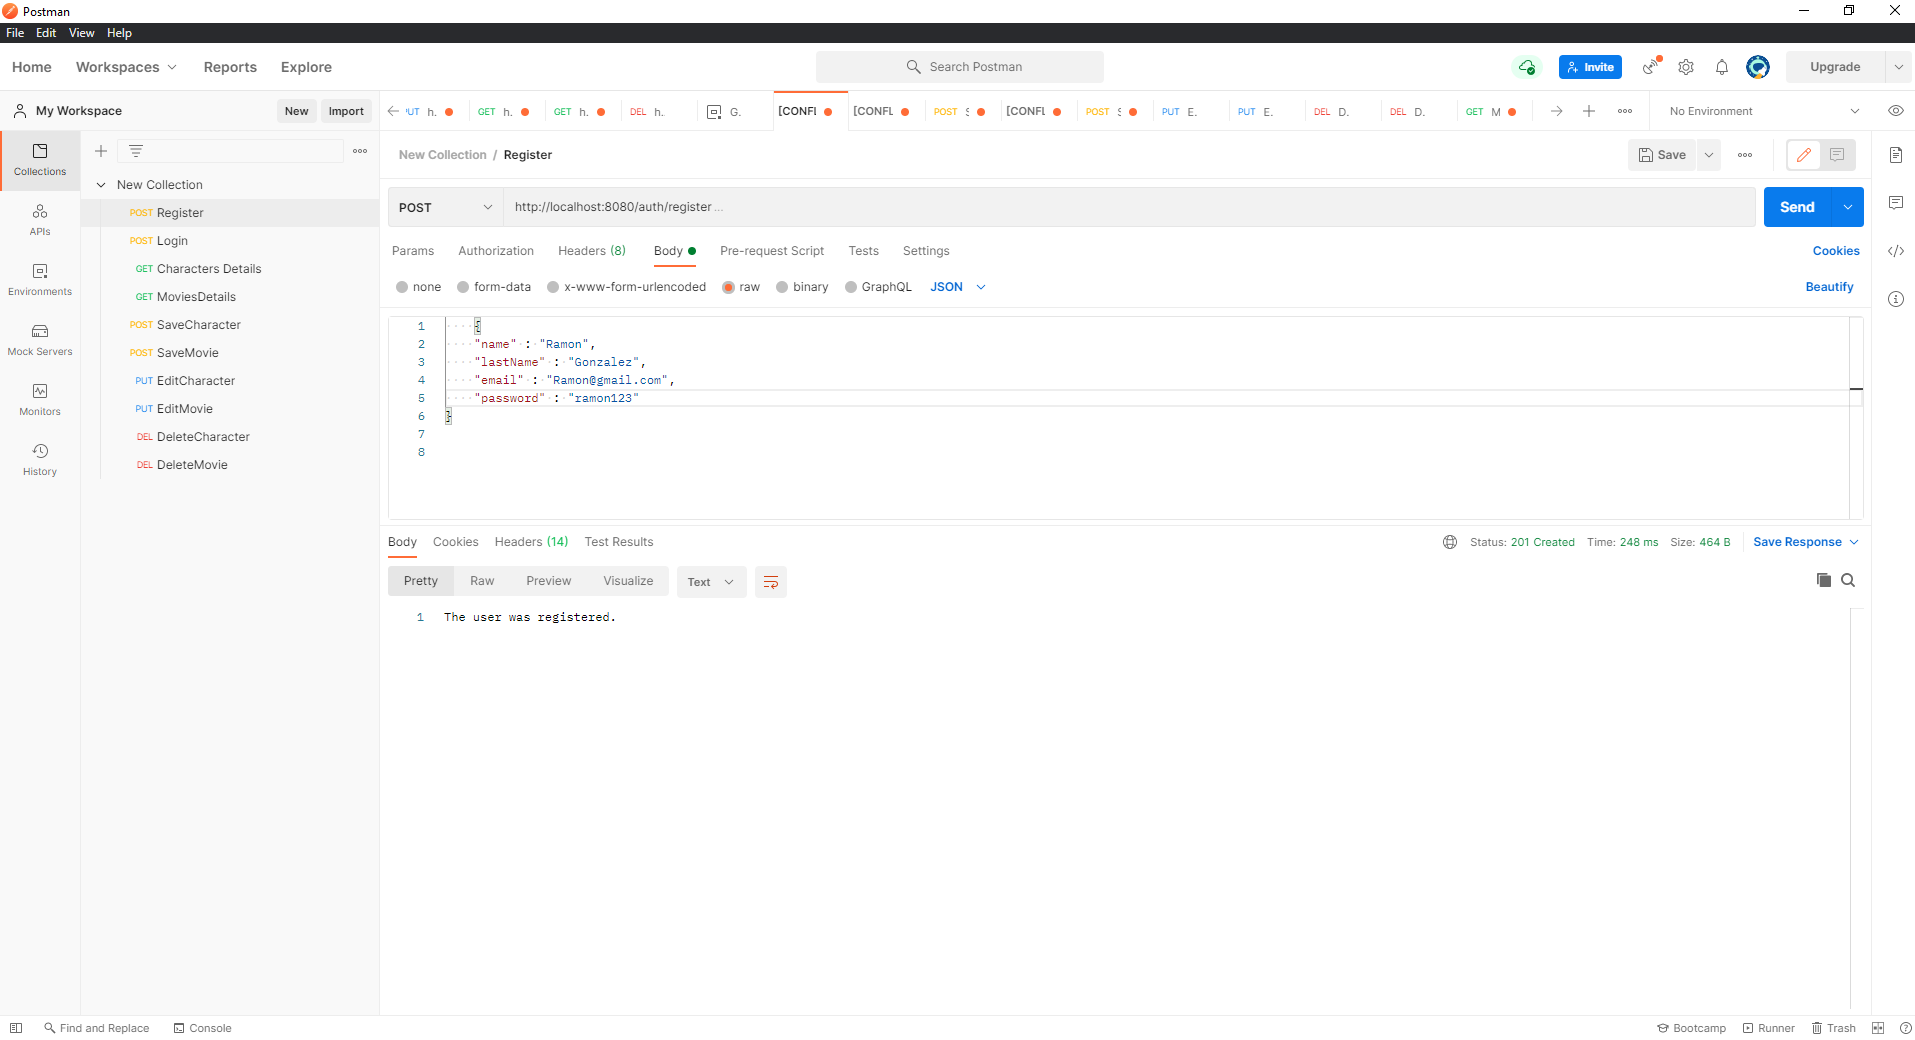 Postman
File Edit View Help
Home Workspaces Reports Explore Search Postman Invite Upgrade
My Workspace New Import
PUT h. GET h. GET h. DEL h.. G. [CONFL [CONFL POST [CONFL POST PUT E. PUT E. DEL D. DEL D. GET M No Environment
Collections
APIs
Environments
Mock Servers
Monitors
History
New Collection
POST Register
POST Login
GET Characters Details
GET MoviesDetails
POST SaveCharacter
POST SaveMovie
PUT EditCharacter
PUT EditMovie
DEL DeleteCharacter
DEL DeleteMovie
New Collection / Register Save
POST http://localhost:8080/auth/register ... Send
Params Authorization Headers (8) Body Pre-request Script Tests Settings Cookies
none form-data x-www-form-urlencoded raw binary GraphQL JSON Beautify
1 {
2 "name" : "Ramon",
3 "lastName" : "Gonzalez",
4 "email" : "Ramon@gmail.com",
5 "password" : "ramon123"
6 }
7
8
Body Cookies Headers (14) Test Results Status: 201 Created Time: 248 ms Size: 464 B Save Response
Pretty Raw Preview Visualize Text
1 The user was registered.
Find and Replace Console Bootcamp Runner Trash